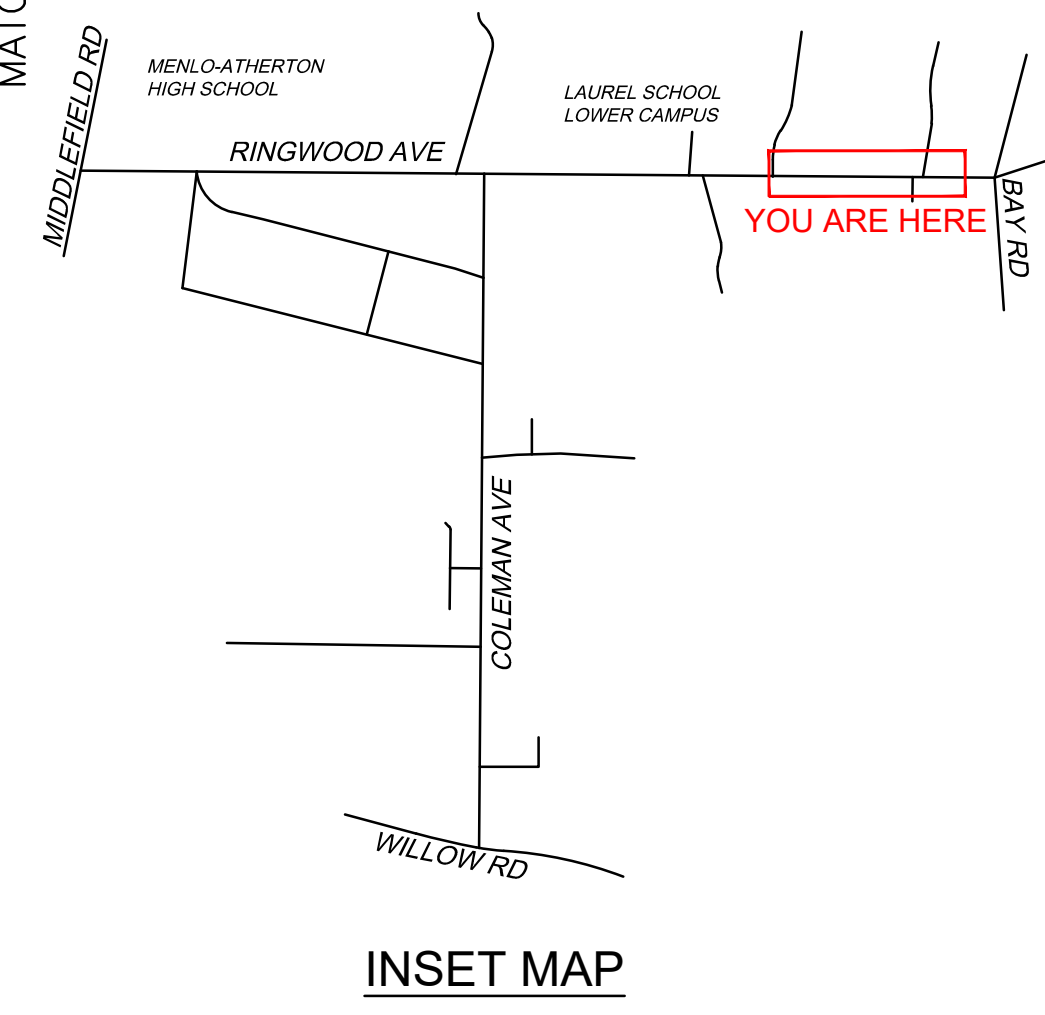 MIDDLEFIELD RD
MENLO-ATHERTON
HIGH SCHOOL
LAUREL SCHOOL
LOWER CAMPUS
RINGWOOD AVE
YOU ARE HERE
BAY RD
COLEMAN AVE
WILLOW RD
INSET MAP